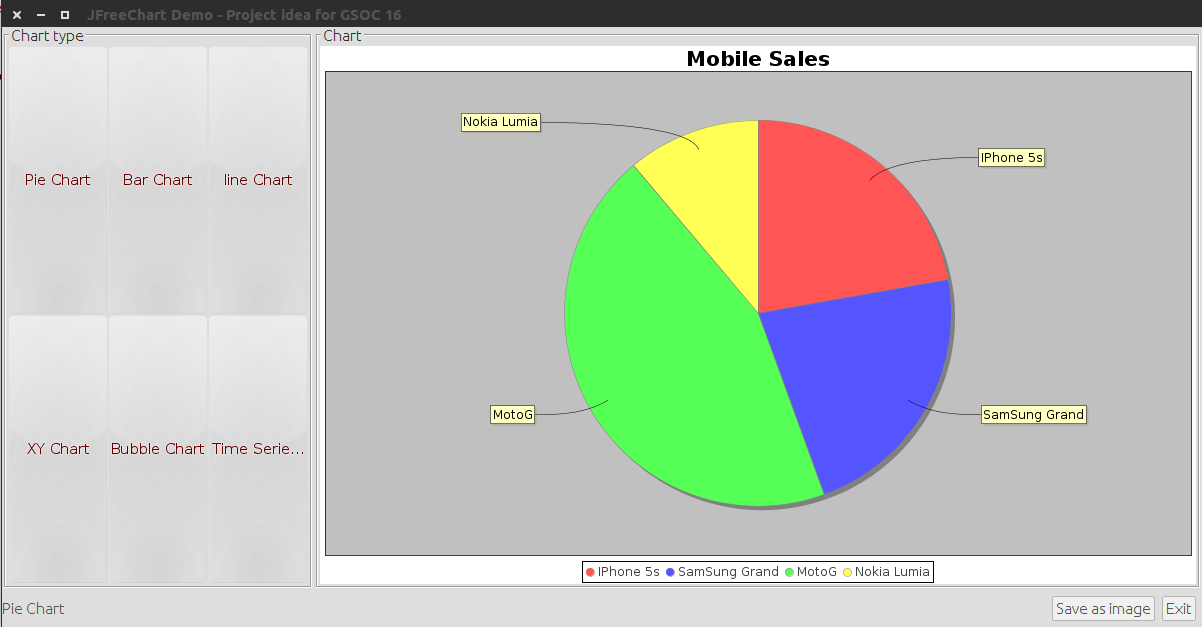 JFreeChart Demo - Project idea for GSOC 16
Chart type
Pie Chart Bar Chart line Chart
XY Chart Bubble Chart Time Serie...
Chart
Mobile Sales
Nokia Lumia
IPhone 5s
MotoG
SamSung Grand
IPhone 5s SamSung Grand MotoG Nokia Lumia
Pie Chart
Save as image Exit